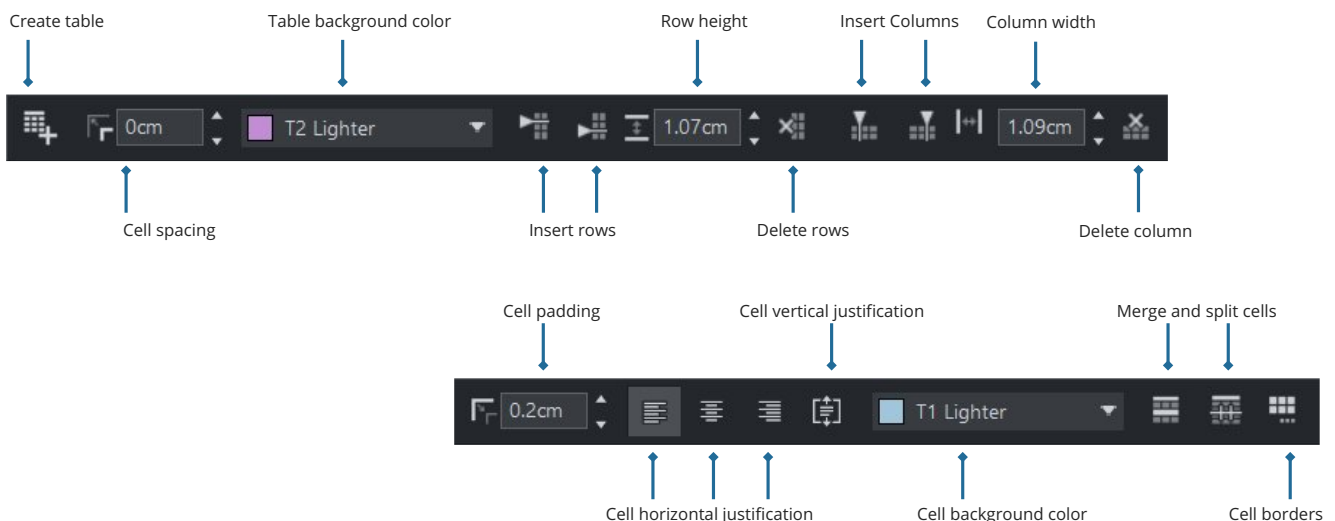 Create table
Table background color
Row height
Insert Columns
Column width
0cm
T2 Lighter
1.07cm
1.09cm
Cell spacing
Insert rows
Delete rows
Delete column
Cell padding
Cell vertical justification
Merge and split cells
0.2cm
T1 Lighter
Cell horizontal justification
Cell background color
Cell borders